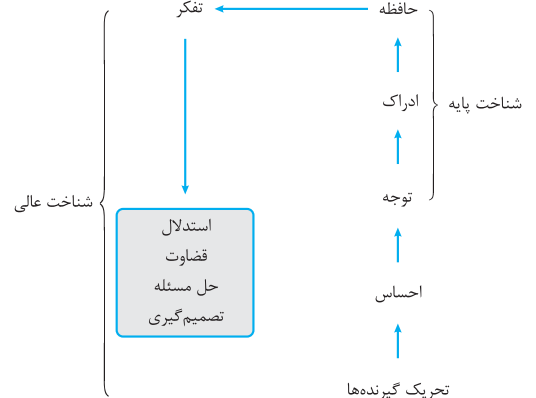 حافظه
تفکر
ادراک
شناخت پایه
توجه
شناخت عالی
استدلال
قضاوت
حل مسئله
تصمیم‌گیری
احساس
تحریک گیرنده‌ها